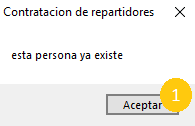 Contratacion de repartidores
esta persona ya existe
Aceptar
1